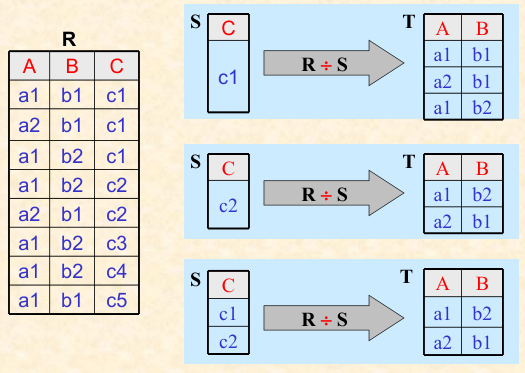 R
A B C
a1 b1 c1
a2 b1 c1
a1 b2 c1
a1 b2 c2
a2 b1 c2
a1 b2 c3
a1 b2 c4
a1 b1 c5
S
C
c1
R ÷ S
T
A B
a1 b1
a2 b1
a1 b2
S
C
c2
R ÷ S
T
A B
a1 b2
a2 b1
S
C
c1
c2
R ÷ S
T
A B
a1 b2
a2 b1